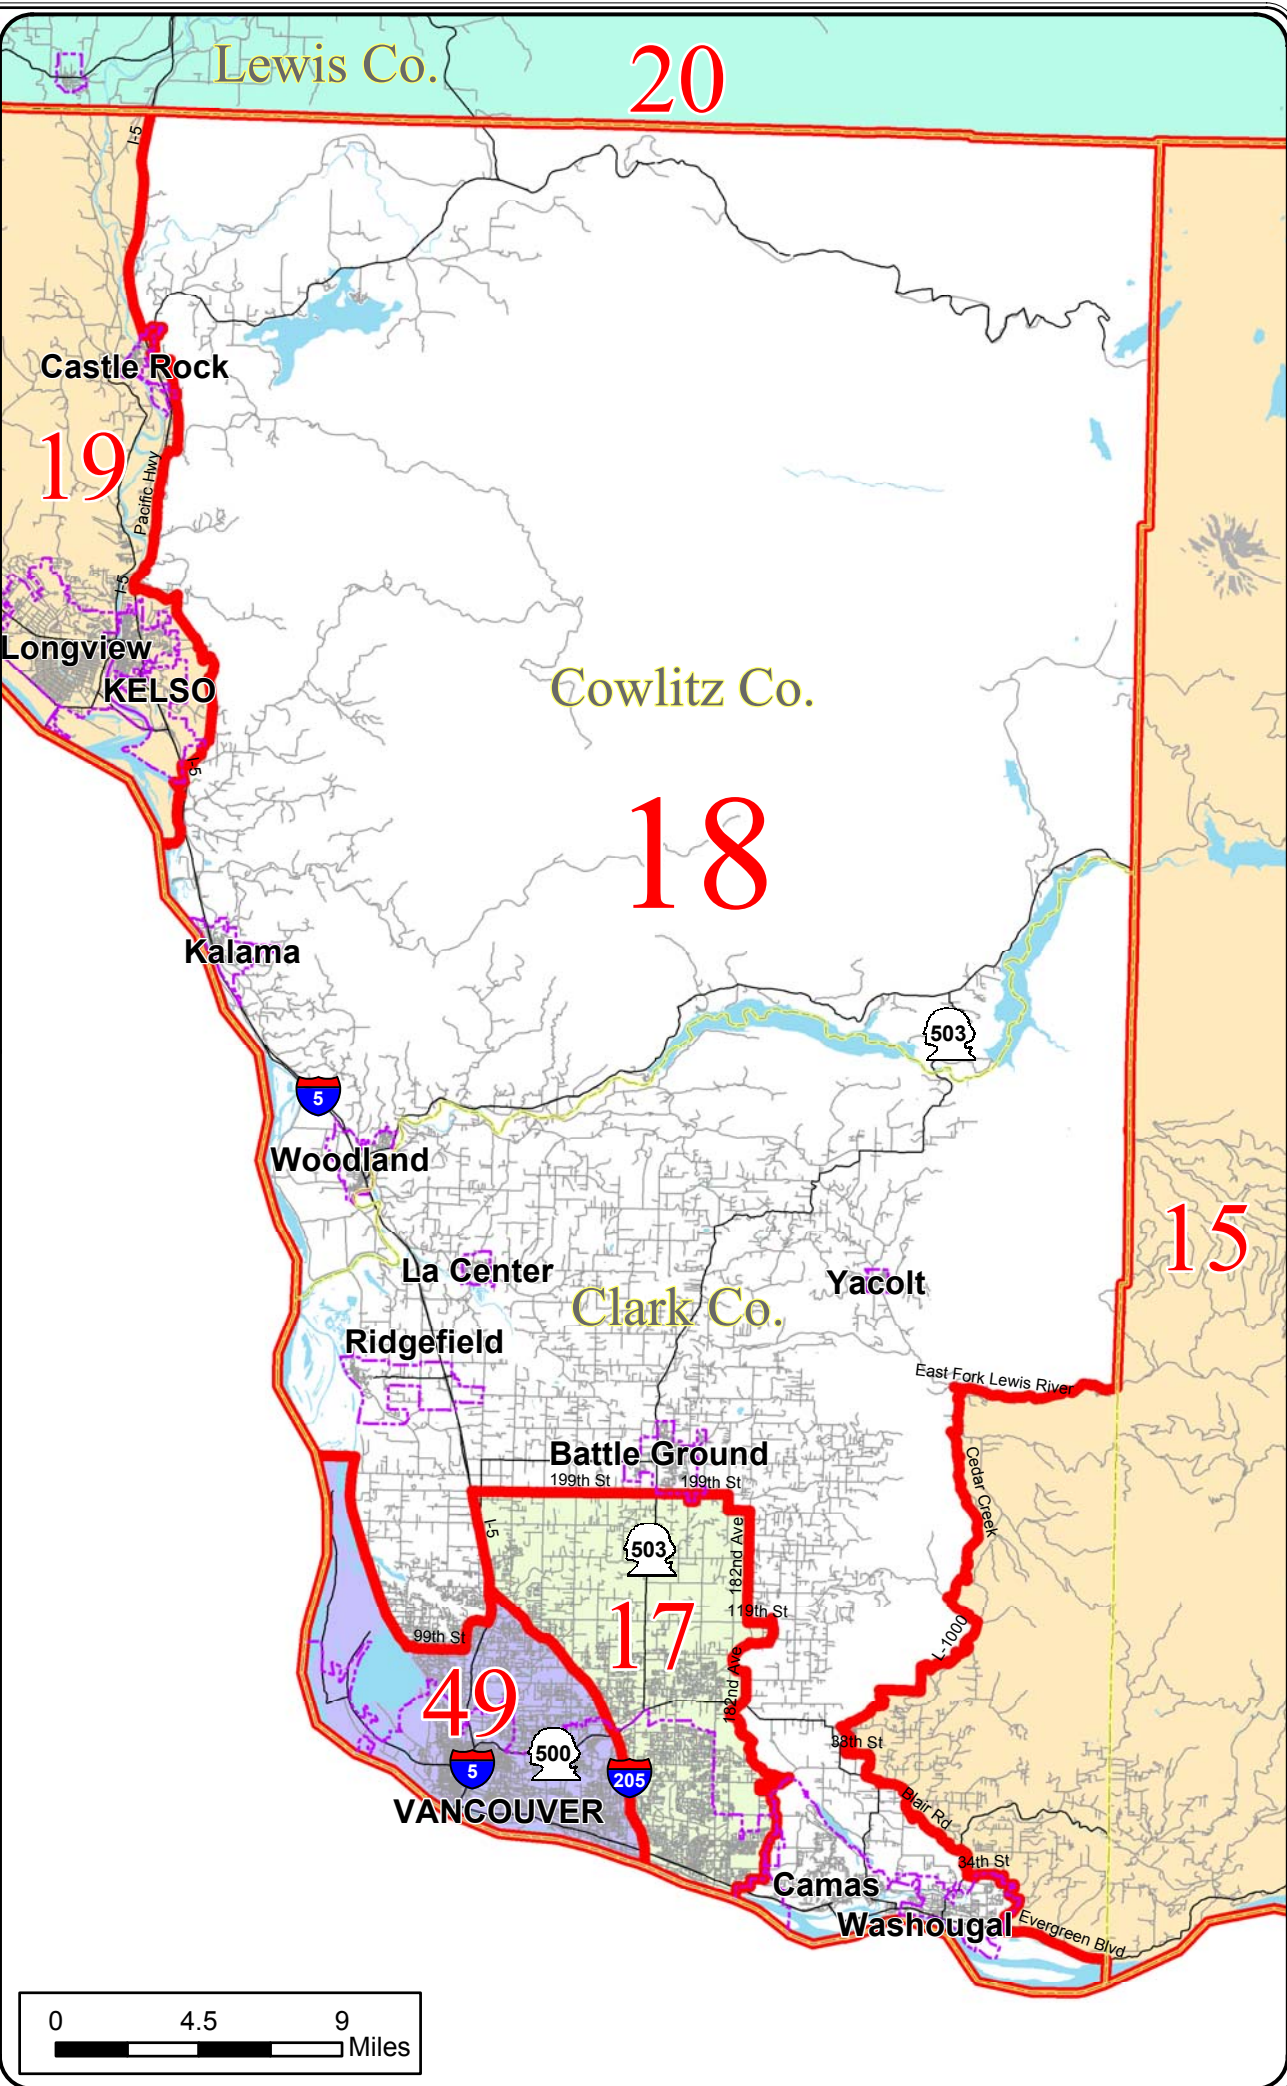 Lewis Co.
20
I-5
Castle Rock
19
Pacific Hwy
I-5
Longview
KELSO
Cowlitz Co.
I-5
18
Kalama
503
5
Woodland
15
La Center
Yacolt
Clark Co.
Ridgefield
East Fork Lewis River
Battle Ground
199th St
199th St
Cedar Creek
I-5
503
182nd Ave
119th St
17
99th St
L-1000
49
182nd Ave
38th St
500
5
205
VANCOUVER
Blair Rd
34th St
Camas
Washougal
Evergreen Blvd
0 4.5 9
Miles